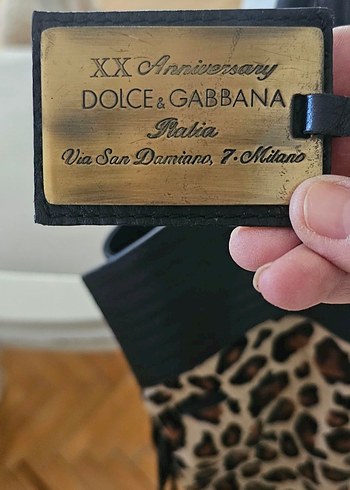 XX Anniversary
DOLCE & GABBANA
Italia
Via San Damiano, 7 · Milano